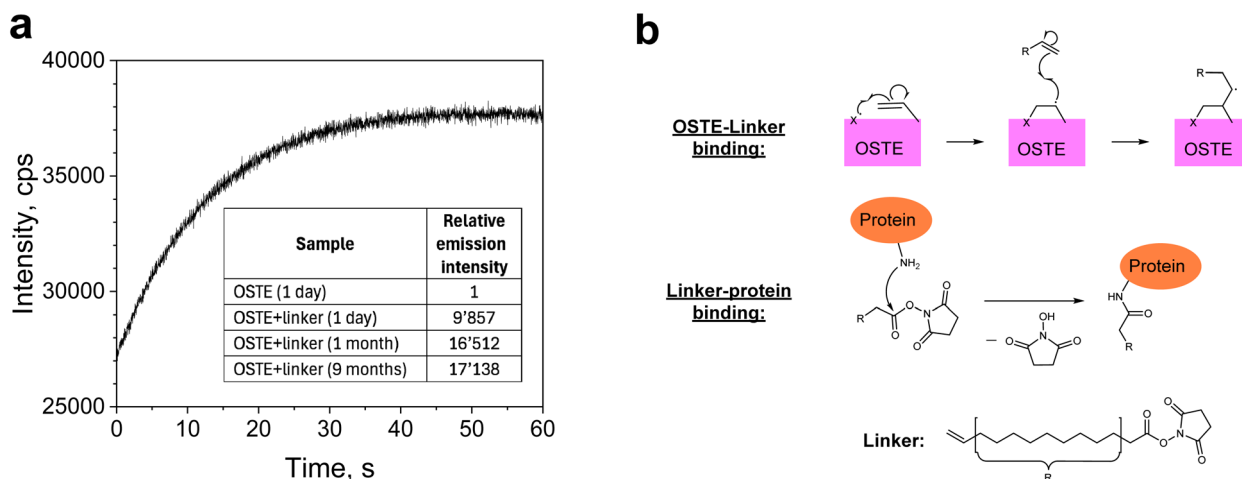 a
40000
35000
30000
25000
Intensity, cps
0 10 20 30 40 50 60
Time, s
Sample
Relative
emission
intensity
OSTE (1 day) 1
OSTE+linker (1 day) 9'857
OSTE+linker (1 month) 16'512
OSTE+linker (9 months) 17'138
b
OSTE-Linker
binding:
X
OSTE
R
X
OSTE
R
X
OSTE
Linker-protein
binding:
Protein
NH2
R
O
O
N
O
O
–
OH
O
N
O
Protein
HN
O
R
Linker:
R
O
O
N
O
O